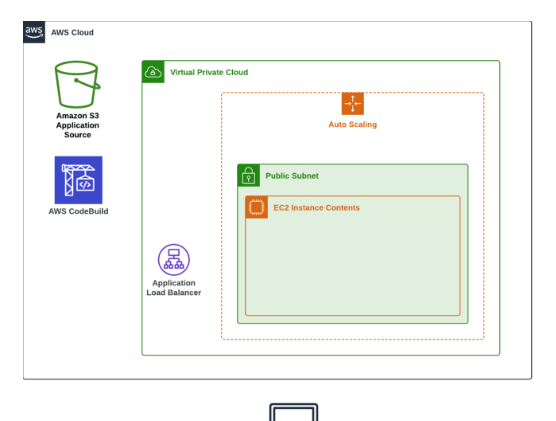 aws
AWS Cloud
Virtual Private Cloud
Amazon S3
Application
Source
Auto Scaling
Public Subnet
AWS CodeBuild
EC2 Instance Contents
Application
Load Balancer